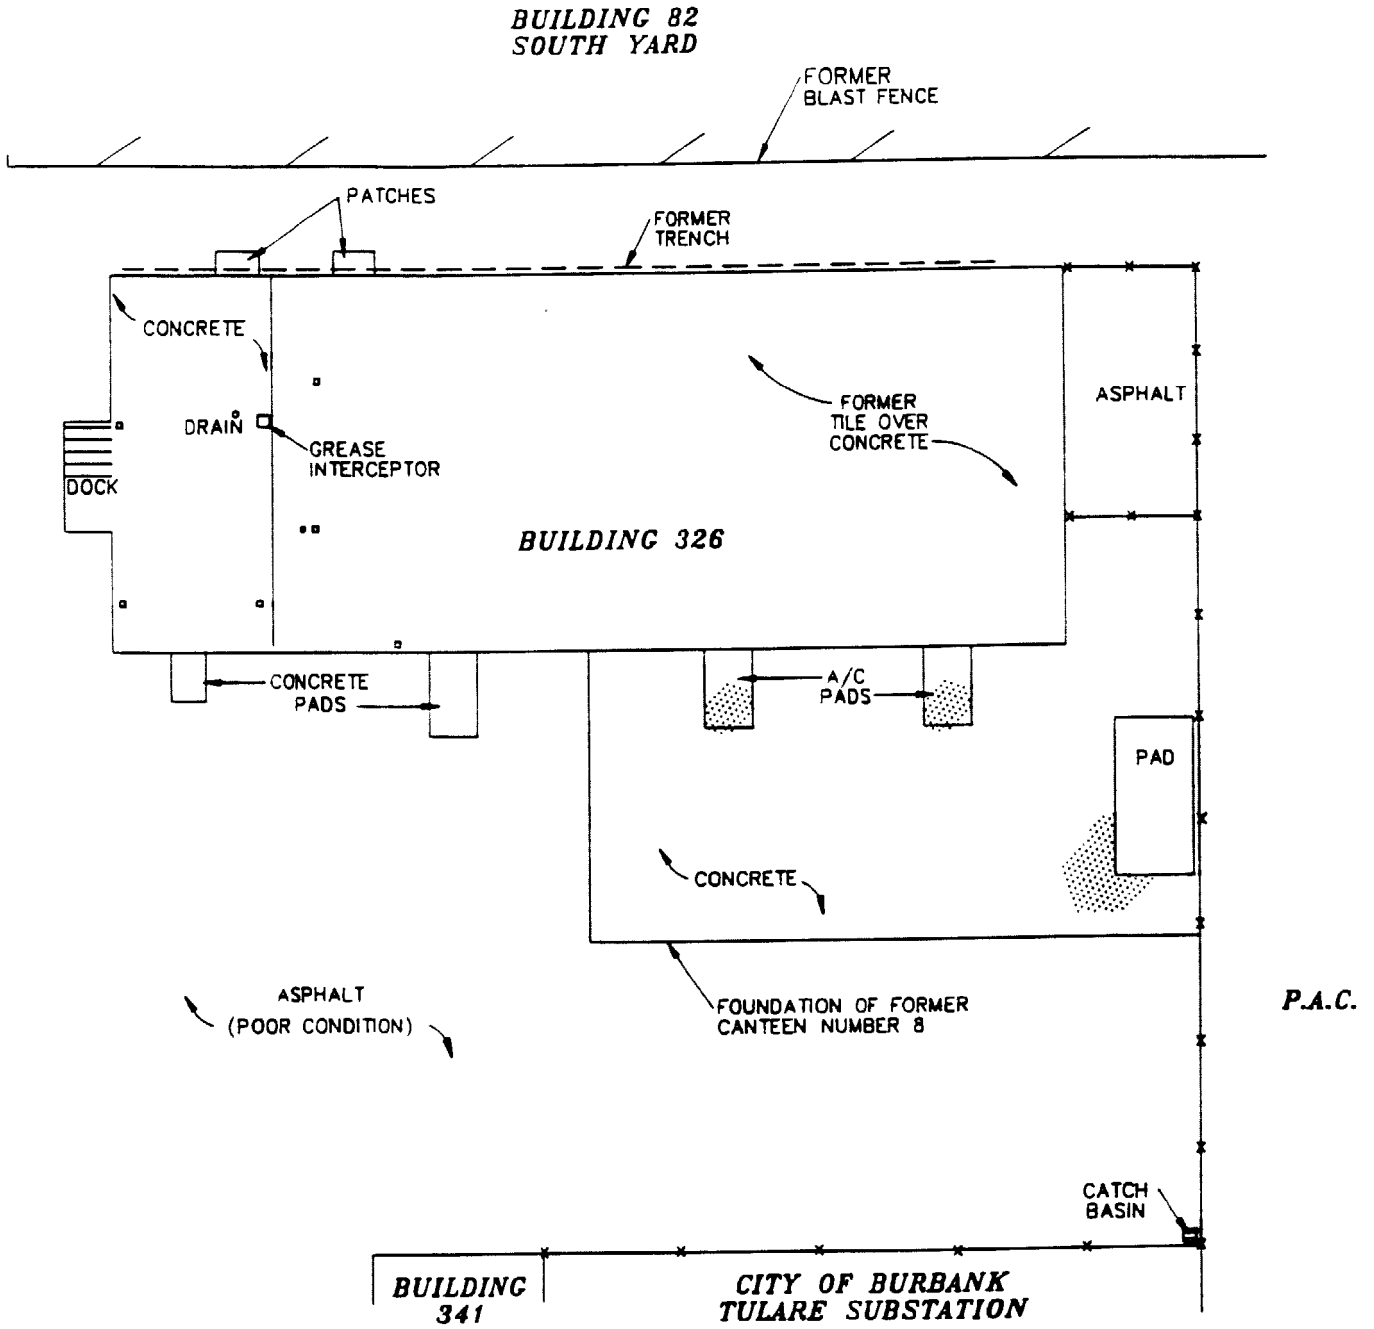 BUILDING 82
SOUTH YARD
FORMER
BLAST FENCE
PATCHES
FORMER
TRENCH
CONCRETE
ASPHALT
FORMER
TILE OVER
CONCRETE
DRAIN
GREASE
INTERCEPTOR
DOCK
BUILDING 326
CONCRETE
PADS
A/C
PADS
PAD
CONCRETE
ASPHALT
(POOR CONDITION)
FOUNDATION OF FORMER
CANTEEN NUMBER 8
P.A.C.
CATCH
BASIN
BUILDING
341
CITY OF BURBANK
TULARE SUBSTATION